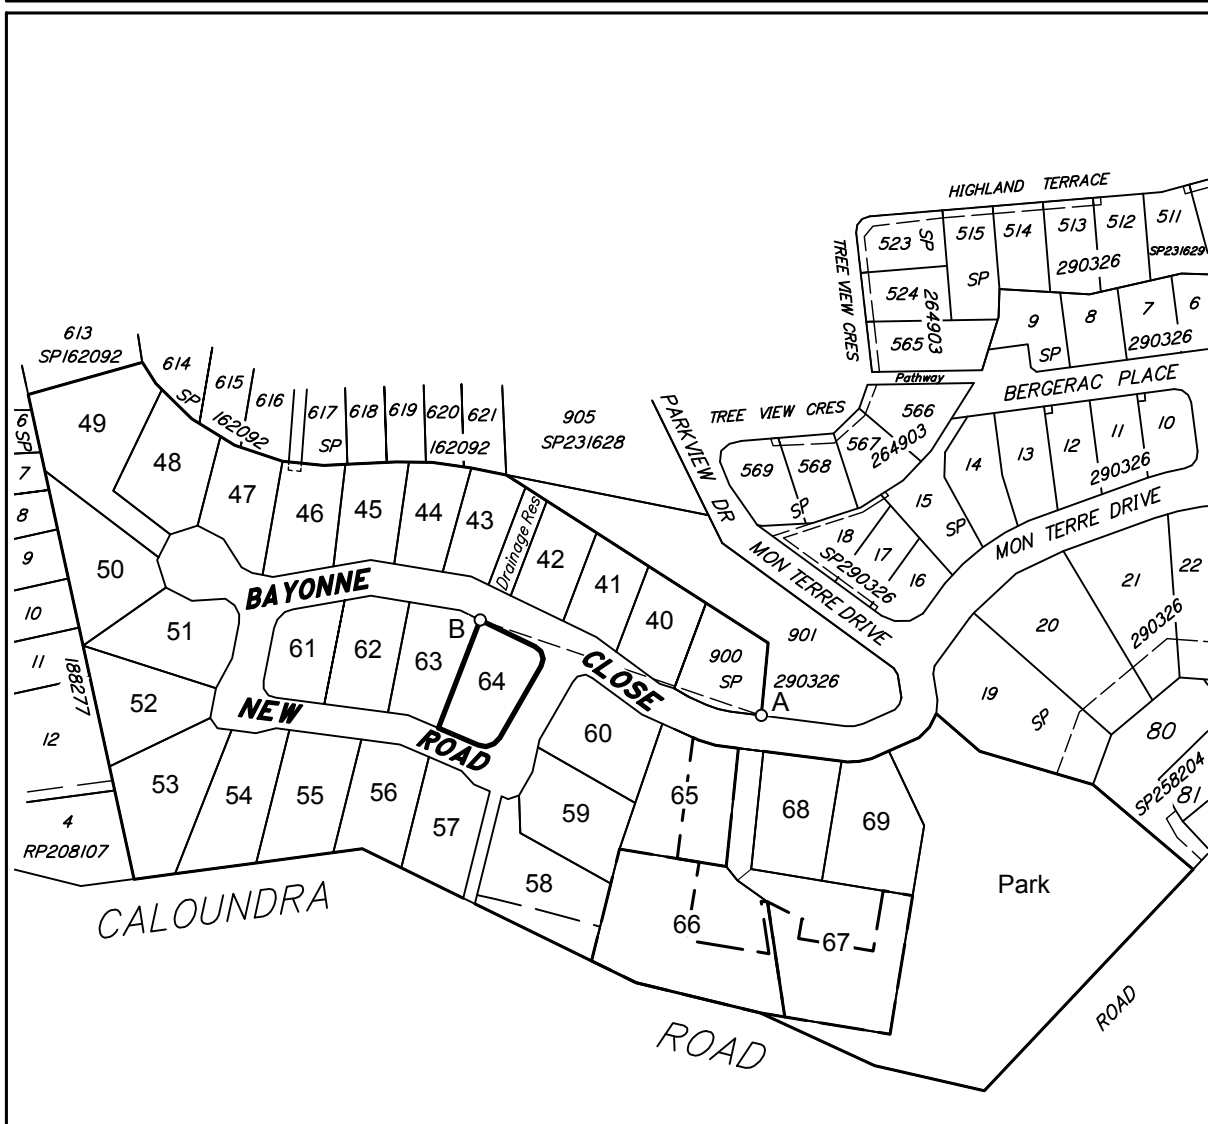 HIGHLAND TERRACE
TREE VIEW CRES
523
SP
515
514
513
512
511
SP231629
524
264903
SP
290326
565
9
8
7
6
SP
290326
Pathway
BERGERAC PLACE
613
SP162092
614
SP
615
616
162092
617
SP
618
619
620
621
162092
905
SP231628
PARKVIEW DR
TREE VIEW CRES
566
567
264903
569
568
SP
15
SP
14
13
12
11
10
290326
18
17
16
SP290326
MON TERRE DRIVE
MON TERRE DRIVE
6
SP
7
8
9
10
11
12
188277
4
RP208107
49
48
47
46
45
44
43
Drainage Res
42
41
40
900
SP
901
290326
50
51
52
53
54
55
56
57
58
59
60
61
62
63
64
65
66
67
68
69
BAYONNE
CLOSE
NEW
ROAD
B
A
19
SP
20
21
22
290326
80
SP258204
81
Park
CALOUNDRA
ROAD
ROAD